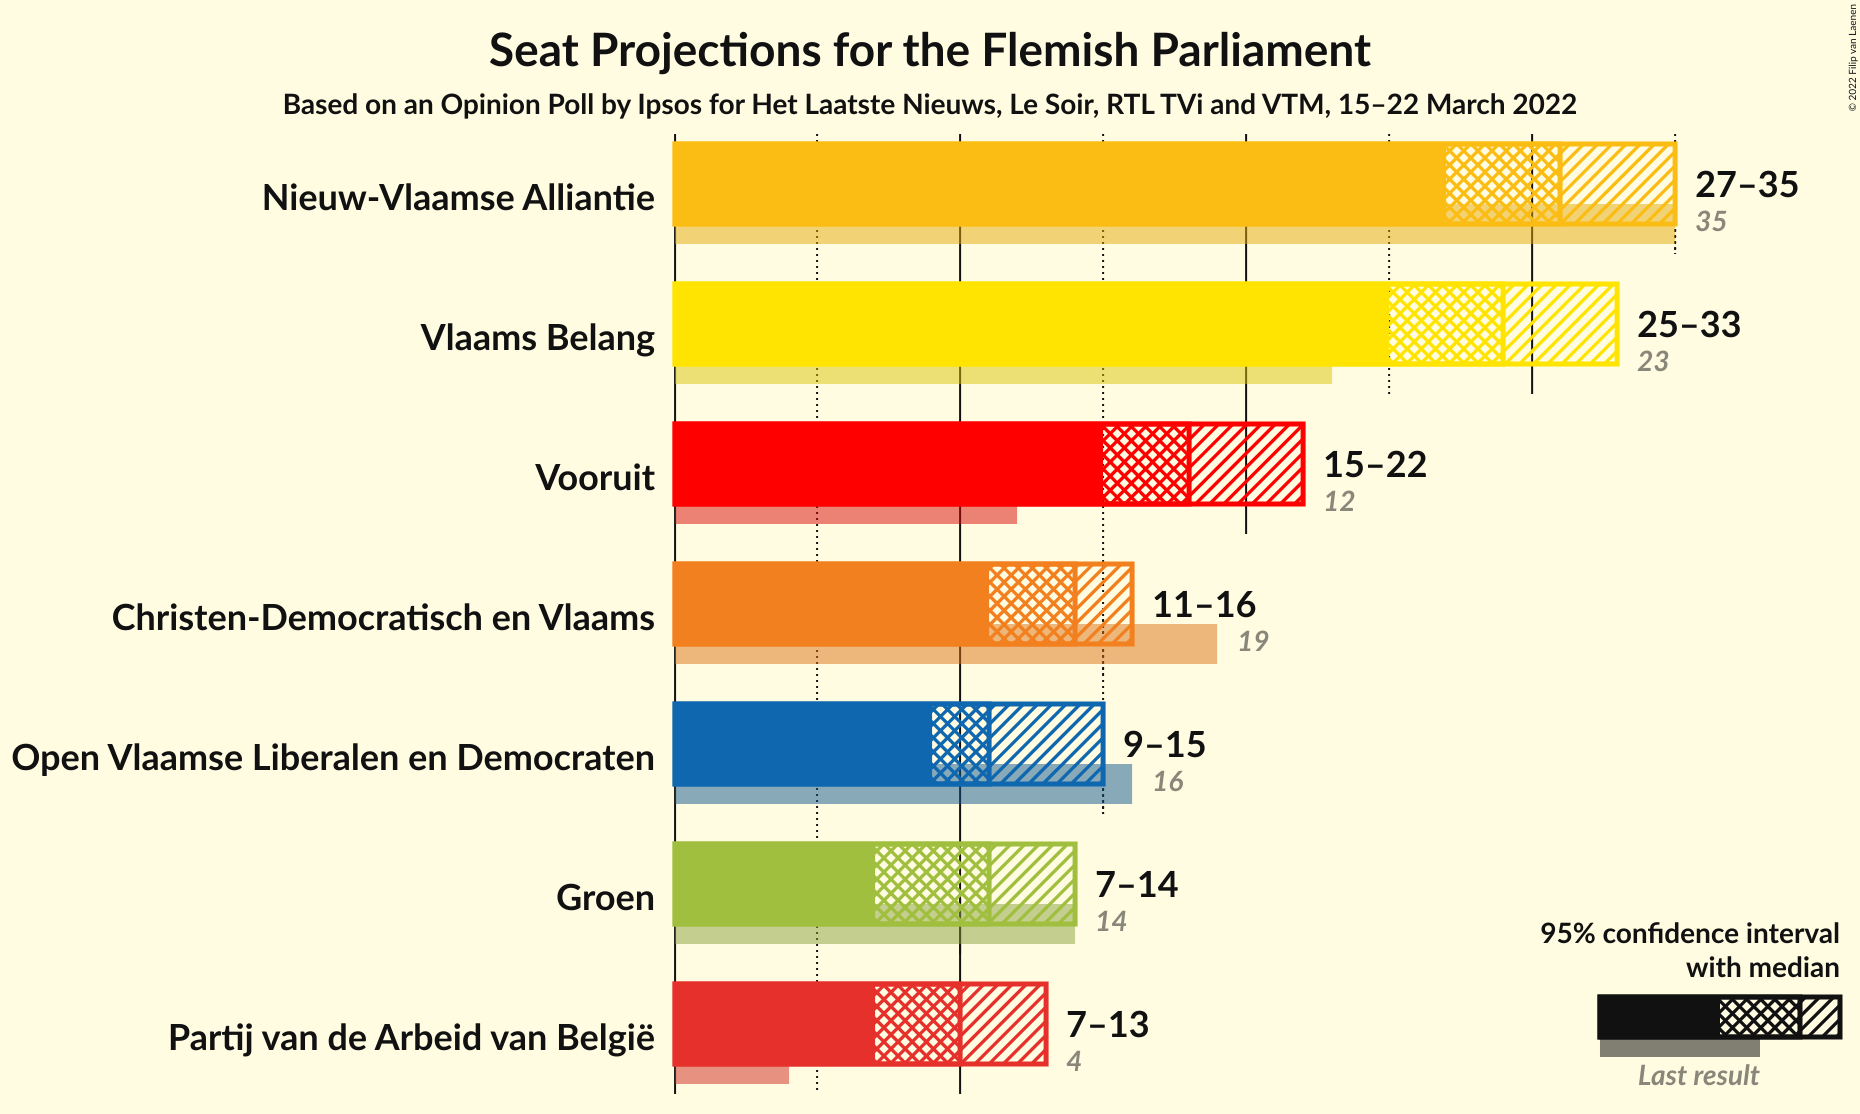 Seat Projections for the Flemish Parliament
Based on an Opinion Poll by Ipsos for Het Laatste Nieuws, Le Soir, RTL TVi and VTM, 15–22 March 2022
© 2022 Filip van Laenen
Nieuw-Vlaamse Alliantie
27–35
35
Vlaams Belang
25–33
23
Vooruit
15–22
12
Christen-Democratisch en Vlaams
11–16
19
Open Vlaamse Liberalen en Democraten
9–15
16
Groen
7–14
14
Partij van de Arbeid van België
7–13
4
95% confidence interval
with median
Last result